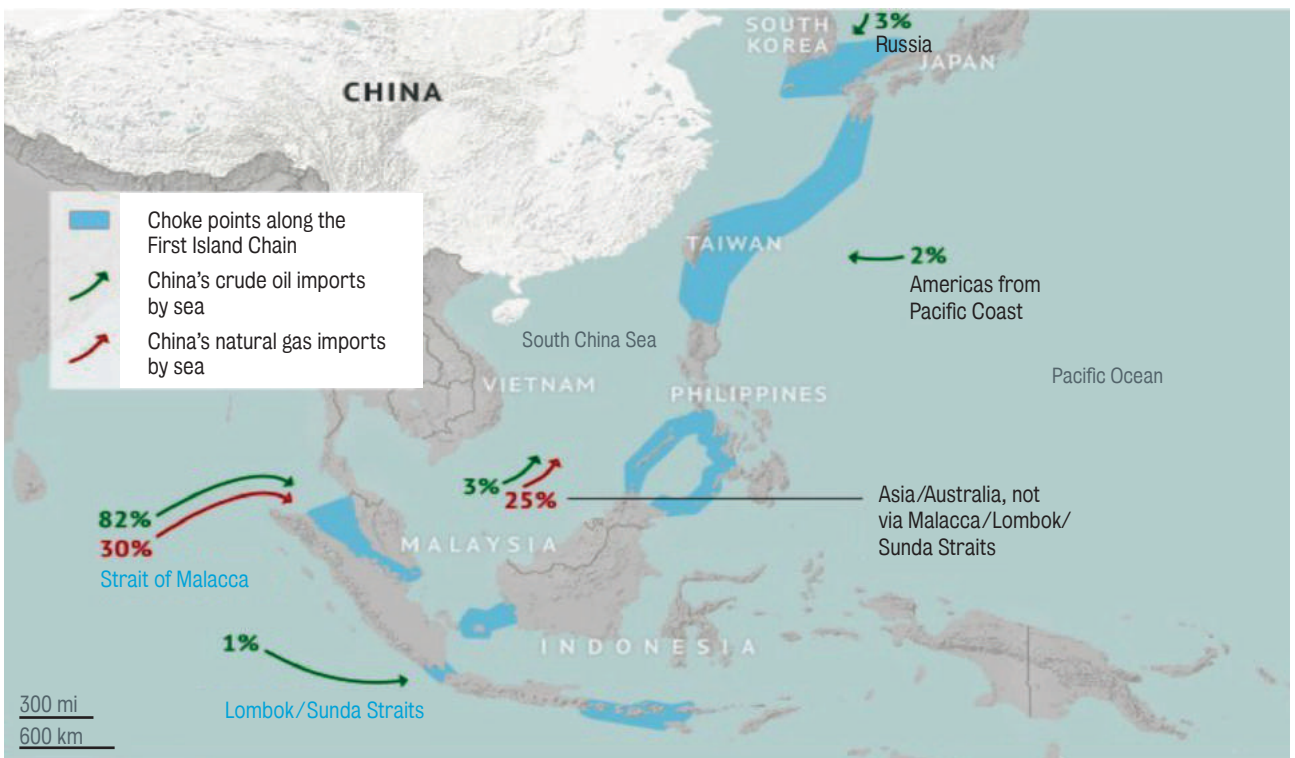 SOUTH
KOREA
3%
Russia
JAPAN
CHINA
Choke points along the
First Island Chain
China's crude oil imports
by sea
China's natural gas imports
by sea
TAIWAN
2%
Americas from
Pacific Coast
South China Sea
VIETNAM
PHILIPPINES
Pacific Ocean
3%
25%
Asia/Australia, not
via Malacca/Lombok/
Sunda Straits
82%
30%
Strait of Malacca
MALAYSIA
1%
INDONESIA
Lombok/Sunda Straits
300 mi
600 km